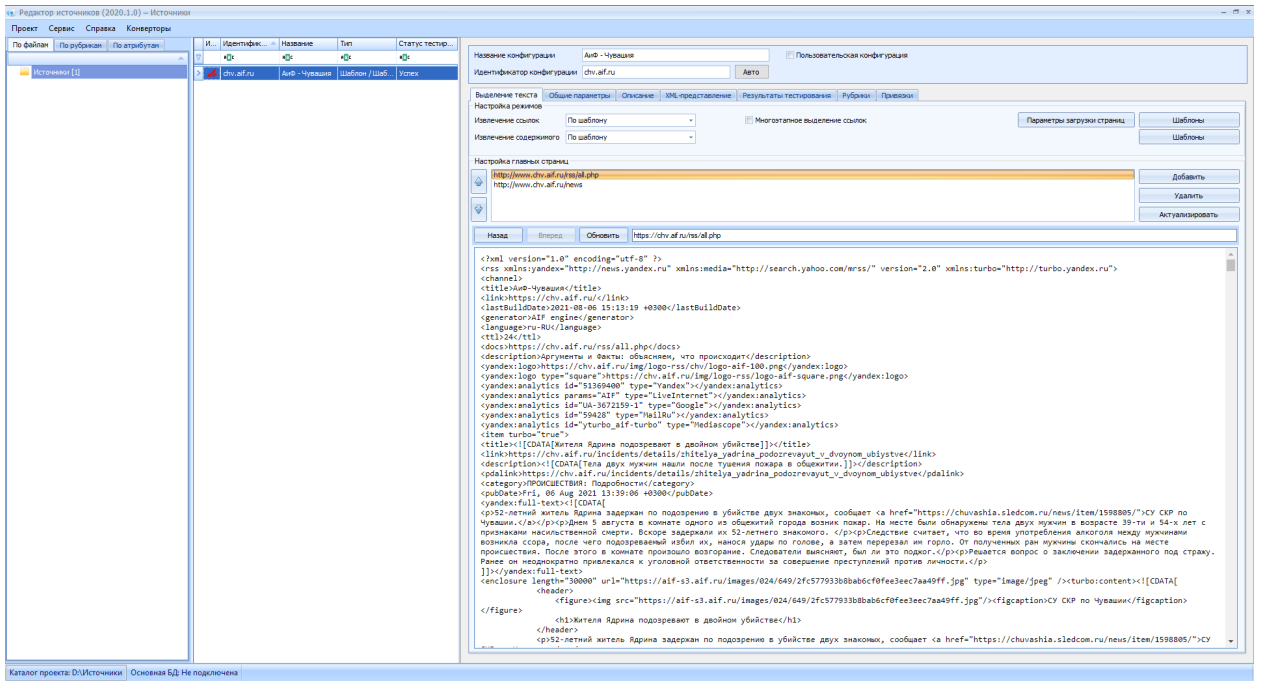 Редактор источников (2020.1.0) – Источники
Проект Сервис Справка Конверторы
По файлам По рубрикам По атрибутам
Источники [1]
И... Идентифик... Название Тип Статус тестир...
chv.aif.ru АиФ - Чувашия Шаблон / Шаб... Успех
Название конфигурации АиФ - Чувашия Пользовательская конфигурация
Идентификатор конфигурации chv.aif.ru Авто
Выделение текста Общие параметры Описание XML-представление Результаты тестирования Рубрики Привязки
Настройка режимов
Извлечение ссылок По шаблону Многоэтапное выделение ссылок Параметры загрузки страниц Шаблоны
Извлечение содержимого По шаблону Шаблоны
Настройка главных страниц
http://www.chv.aif.ru/rss/all.php Добавить
http://www.chv.aif.ru/news
Удалить
Актуализировать
Назад Вперед Обновить https://chv.aif.ru/rss/all.php
<?xml version="1.0" encoding="utf-8" ?>
<rss xmlns:yandex="http://news.yandex.ru" xmlns:media="http://search.yahoo.com/mrss/" version="2.0" xmlns:turbo="http://turbo.yandex.ru">
<channel>
<title>АиФ-Чувашия</title>
<link>https://chv.aif.ru/</link>
<lastBuildDate>2021-08-06 15:13:19 +0300</lastBuildDate>
<generator>AIF engine</generator>
<language>ru-RU</language>
<ttl>24</ttl>
<docs>https://chv.aif.ru/rss/all.php</docs>
<description>Аргументы и Факты: объясняем, что происходит</description>
<yandex:logo>https://chv.aif.ru/img/logo-rss/chv/logo-aif-100.png</yandex:logo>
<yandex:logo type="square">https://chv.aif.ru/img/logo-rss/logo-aif-square.png</yandex:logo>
<yandex:analytics id="51369400" type="Yandex"></yandex:analytics>
<yandex:analytics params="AIF" type="LiveInternet"></yandex:analytics>
<yandex:analytics id="UA-3672159-1" type="Google"></yandex:analytics>
<yandex:analytics id="59428" type="MailRu"></yandex:analytics>
<yandex:analytics id="yturbo_aif-turbo" type="Mediascope"></yandex:analytics>
<item turbo="true">
<title><![CDATA[Жителя Ядрина подозревают в двойном убийстве]]></title>
<link>https://chv.aif.ru/incidents/details/zhitelya_yadrina_podozrevayut_v_dvoynom_ubiystve</link>
<description><![CDATA[Тела двух мужчин нашли после тушения пожара в общежитии.]]></description>
<pdalink>https://chv.aif.ru/incidents/details/zhitelya_yadrina_podozrevayut_v_dvoynom_ubiystve</pdalink>
<category>ПРОИСШЕСТВИЯ: Подробности</category>
<pubDate>Fri, 06 Aug 2021 13:39:06 +0300</pubDate>
<yandex:full-text><![CDATA[
<p>52-летний житель Ядрина задержан по подозрению в убийстве двух знакомых, сообщает <a href="https://chuvashia.sledcom.ru/news/item/1598805/">СУ СКР по
Чувашии.</a></p><p>Днем 5 августа в комнате одного из общежитий города возник пожар. На месте были обнаружены тела двух мужчин в возрасте 39-ти и 54-х лет с
признаками насильственной смерти. Вскоре задержали их 52-летнего знакомого. </p><p>Следствие считает, что во время употребления алкоголя между мужчинами
возникла ссора, после чего подозреваемый избил их, нанося удары по голове, а затем перерезал им горло. От полученных ран мужчины скончались на месте
происшествия. После этого в комнате произошло возгорание. Следователи выясняют, был ли это поджог.</p><p>Решается вопрос о заключении задержанного под стражу.
Ранее он неоднократно привлекался к уголовной ответственности за совершение преступлений против личности.</p>
]]></yandex:full-text>
<enclosure length="30000" url="https://aif-s3.aif.ru/images/024/649/2fc577933b8bab6cf0fee3eec7aa49ff.jpg" type="image/jpeg" /><turbo:content><![CDATA[
<header>
<figure><img src="https://aif-s3.aif.ru/images/024/649/2fc577933b8bab6cf0fee3eec7aa49ff.jpg"/><figcaption>СУ СКР по Чувашии</figcaption>
</figure>
<h1>Жителя Ядрина подозревают в двойном убийстве</h1>
</header>
<p>52-летний житель Ядрина задержан по подозрению в убийстве двух знакомых, сообщает <a href="https://chuvashia.sledcom.ru/news/item/1598805/">СУ
Каталог проекта: D:\Источники Основная БД: Не подключена